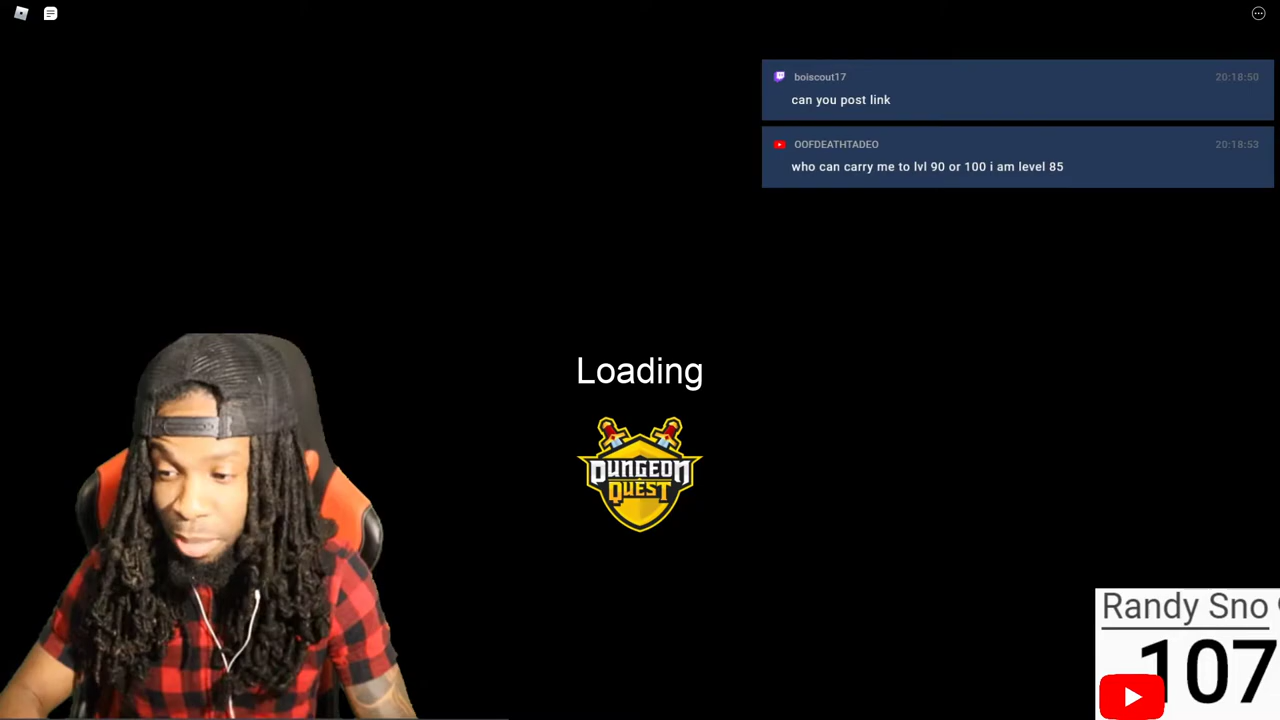 boiscout17 20:18:50
can you post link
OOFDEATHTADEO 20:18:53
who can carry me to lvl 90 or 100 i am level 85
Loading
DUNGEON
QUEST
Randy Sno
107